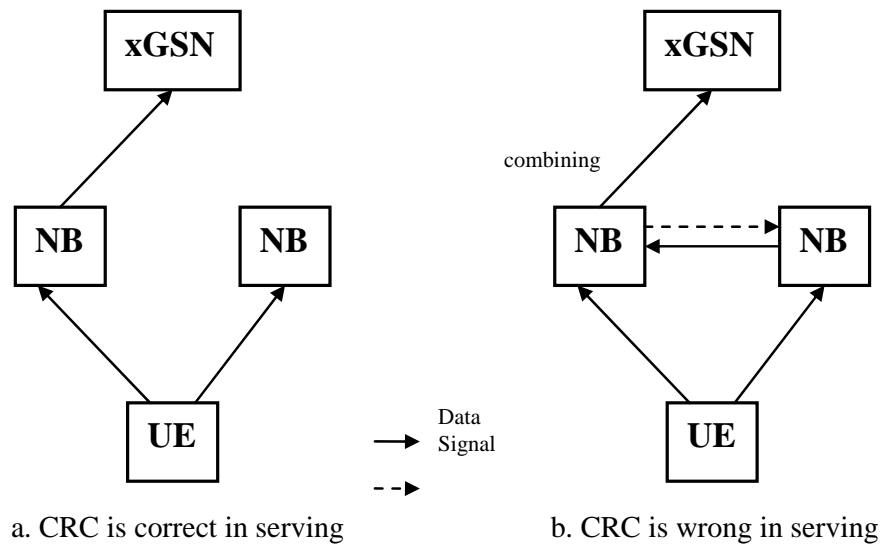 xGSN
NB
NB
UE
a. CRC is correct in serving
Data
Signal
xGSN
combining
NB
NB
UE
b. CRC is wrong in serving